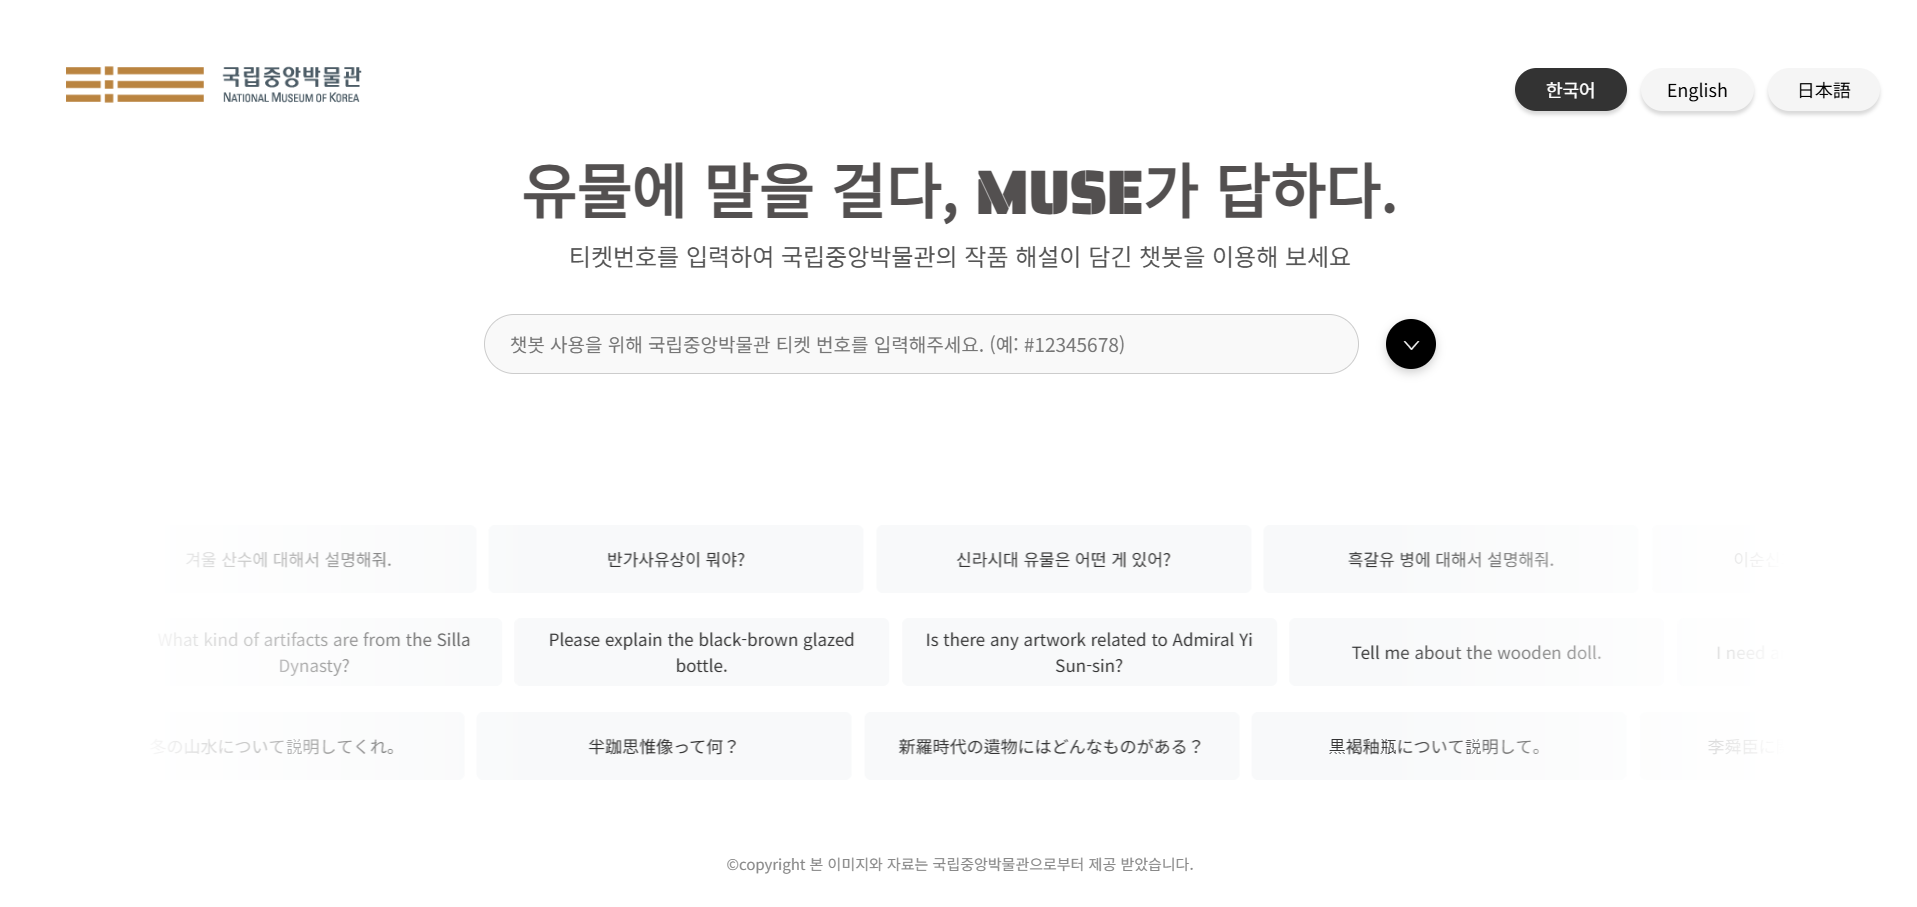 국립중앙박물관
NATIONAL MUSEUM OF KOREA
한국어
English
日本語
유물에 말을 걸다, MUSE가 답하다.
티켓번호를 입력하여 국립중앙박물관의 작품 해설이 담긴 챗봇을 이용해 보세요
챗봇 사용을 위해 국립중앙박물관 티켓 번호를 입력해주세요. (예: #12345678)
겨울 산수에 대해서 설명해줘.
반가사유상이 뭐야?
신라시대 유물은 어떤 게 있어?
흑갈유 병에 대해서 설명해줘.
이순신
What kind of artifacts are from the Silla
Dynasty?
Please explain the black-brown glazed
bottle.
Is there any artwork related to Admiral Yi
Sun-sin?
Tell me about the wooden doll.
I need
冬の山水について説明してくれ。
半跏思惟像って何？
新羅時代の遺物にはどんなものがある？
黒褐釉瓶について説明して。
李舜臣に
©copyright 본 이미지와 자료는 국립중앙박물관으로부터 제공 받았습니다.